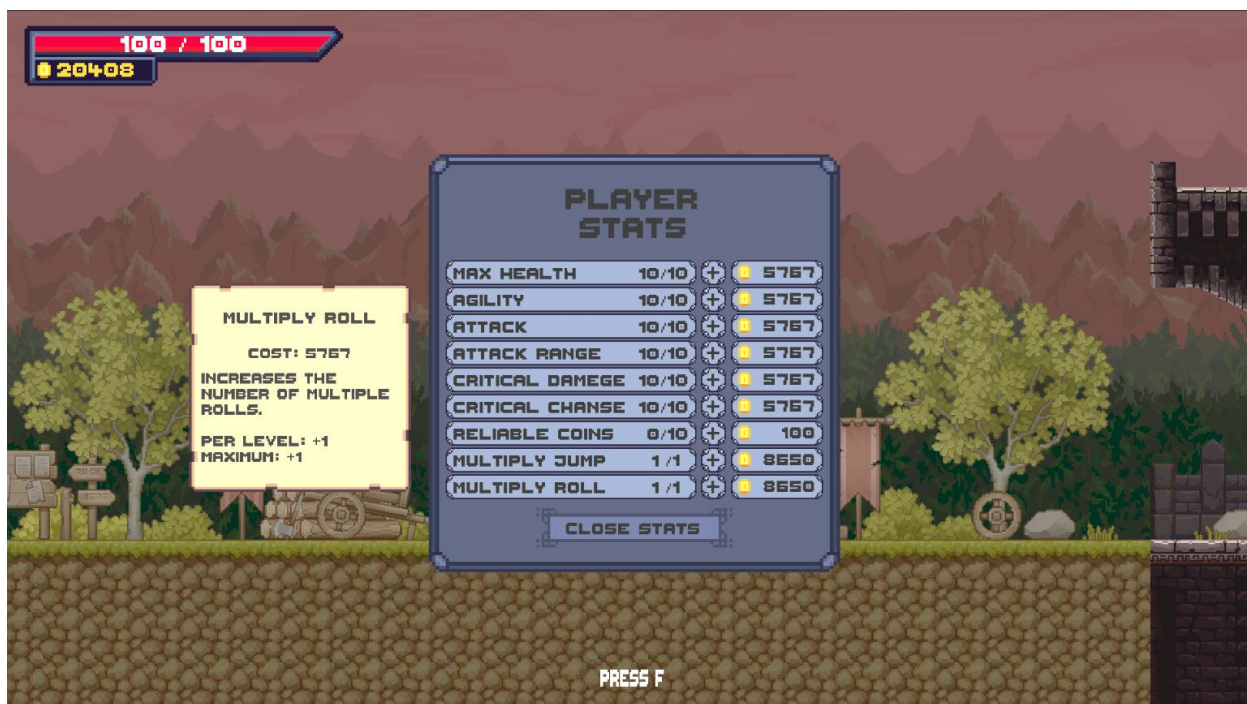 100 / 100
20408
PLAYER
STATS
MAX HEALTH 10/10 + 5767
AGILITY 10/10 + 5767
ATTACK 10/10 + 5767
ATTACK RANGE 10/10 + 5767
CRITICAL DAMEGE 10/10 + 5767
CRITICAL CHANSE 10/10 + 5767
RELIABLE COINS 0/10 + 100
MULTIPLY JUMP 1/1 + 8650
MULTIPLY ROLL 1/1 + 8650
CLOSE STATS
MULTIPLY ROLL
COST: 5767
INCREASES THE
NUMBER OF MULTIPLE
ROLLS.
PER LEVEL: +1
MAXIMUM: +1
PRESS F